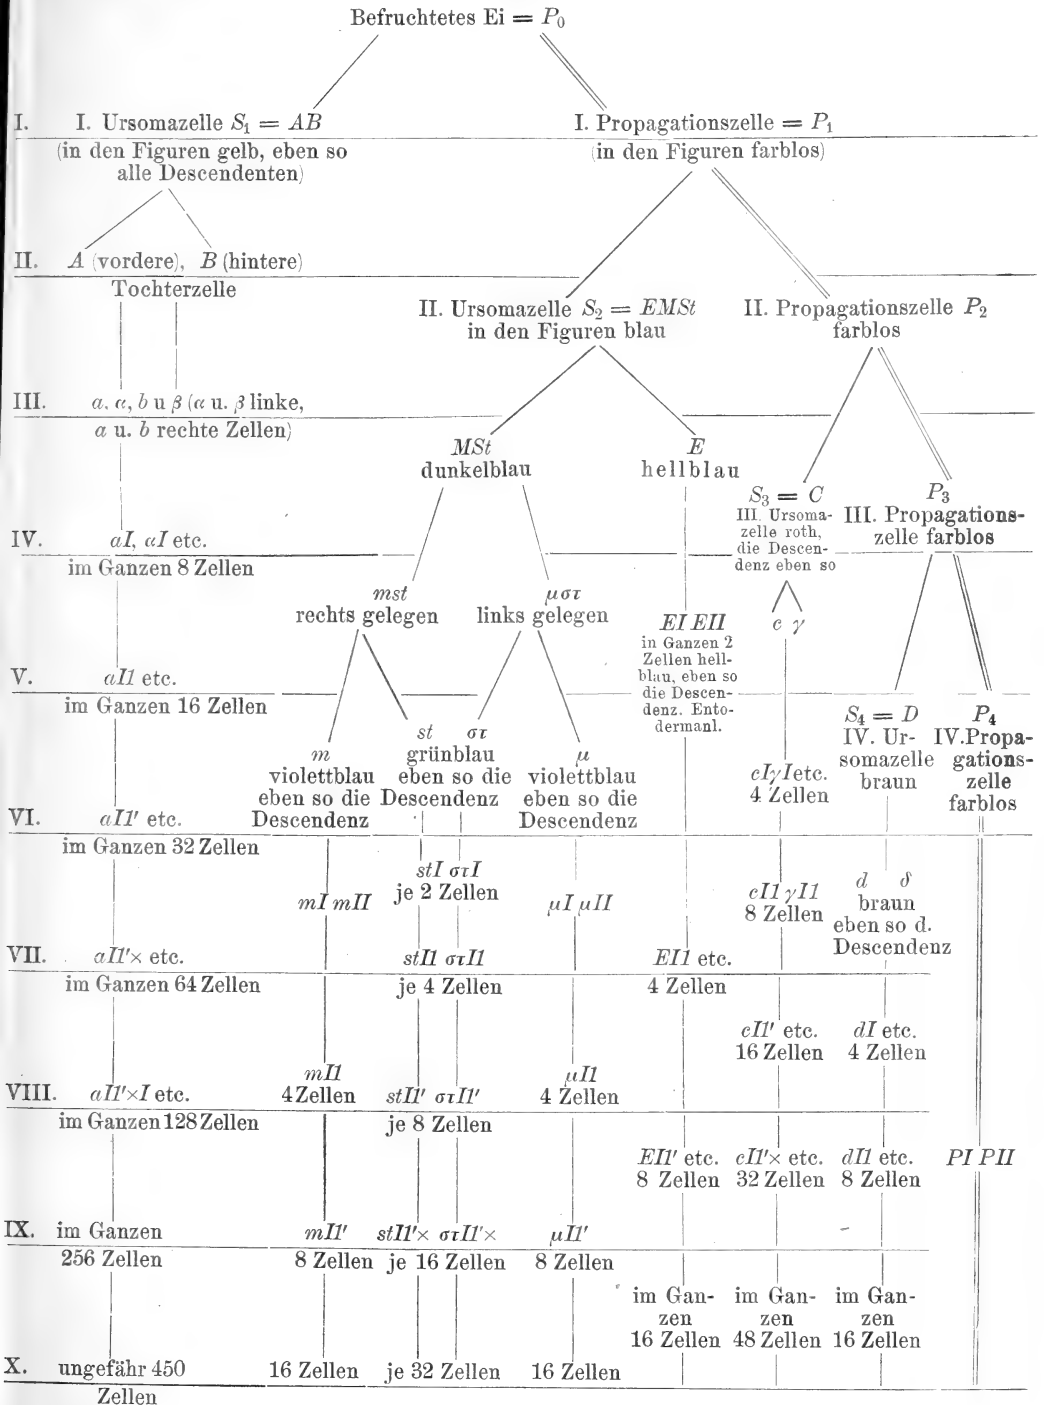 Befruchtetes Ei = P₀
I. I. Ursomazelle S₁ = AB I. Propagationszelle = P₁
(in den Figuren gelb, eben so (in den Figuren farblos)
alle Descendenten)
II. A (vordere), B (hintere)
Tochterzelle
II. Ursomazelle S₂ = EMSt II. Propagationszelle P₂
in den Figuren blau farblos
III. a, α, b u β (α u. β linke,
a u. b rechte Zellen)
MSt E
dunkelblau hellblau
S₃ = C P₃
III. Ursoma- III. Propagations-
zelle roth, zelle farblos
die Descen-
denz eben so
IV. aI, αI etc.
im Ganzen 8 Zellen
mst μστ
rechts gelegen links gelegen
EI EII c γ
in Ganzen 2
Zellen hell-
blau, eben so
die Descen-
denz. Ento-
dermanl.
V. aI1 etc.
im Ganzen 16 Zellen
S₄ = D P₄
IV. Ur- IV. Propa-
somazelle gations-
braun zelle
farblos
st στ
grünblau
eben so die
Descendenz
m μ
violettblau violettblau
eben so die eben so die
Descendenz Descendenz
cI γI etc.
4 Zellen
VI. aI1' etc.
im Ganzen 32 Zellen
stI στI
je 2 Zellen
mI mII μI μII
cI1 γI1
8 Zellen
d δ
braun
eben so d.
Descendenz
VII. aI1'× etc. stI1 στI1 EI1 etc.
im Ganzen 64 Zellen je 4 Zellen 4 Zellen
cI1' etc. dI etc.
16 Zellen 4 Zellen
mI1 μI1
VIII. aI1'×I etc. 4 Zellen stI1' στI1' 4 Zellen
im Ganzen 128 Zellen je 8 Zellen
EI1' etc. cI1'× etc. dI1 etc. PI PII
8 Zellen 32 Zellen 8 Zellen
IX. im Ganzen mI1' stI1'× στI1'× μI1'
256 Zellen 8 Zellen je 16 Zellen 8 Zellen
im Gan- im Gan- im Gan-
zen zen zen
16 Zellen 48 Zellen 16 Zellen
X. ungefähr 450 16 Zellen je 32 Zellen 16 Zellen
Zellen